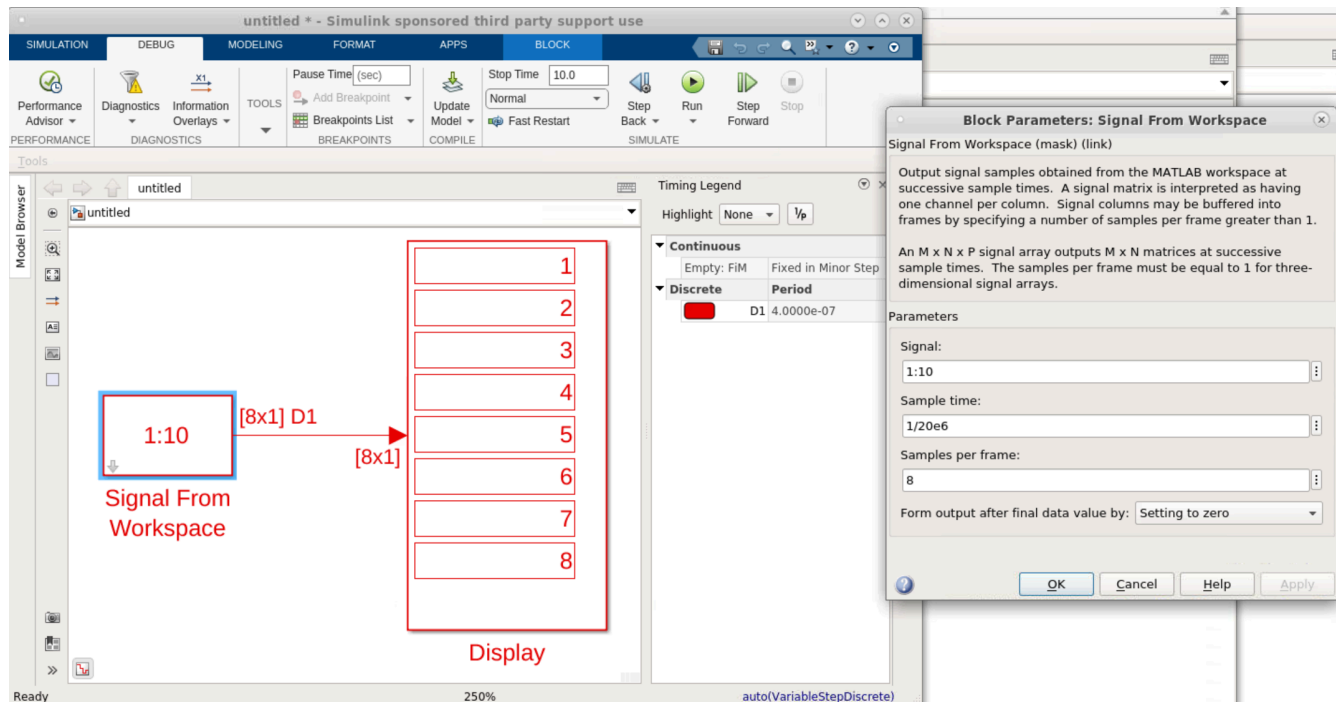 untitled * - Simulink sponsored third party support use
SIMULATION DEBUG MODELING FORMAT APPS BLOCK
Performance Advisor
PERFORMANCE
Diagnostics
Information Overlays
DIAGNOSTICS
TOOLS
Pause Time (sec)
Add Breakpoint
Breakpoints List
BREAKPOINTS
Update Model
COMPILE
Stop Time 10.0
Normal
Fast Restart
Step Back
Run
Step Forward
Stop
SIMULATE
Tools
Model Browser
untitled
untitled
1:10
Signal From
Workspace
[8x1] D1
[8x1]
1
2
3
4
5
6
7
8
Display
Timing Legend
Highlight None 1/P
Continuous
Empty: FiM Fixed in Minor Step
Discrete Period
D1 4.0000e-07
Ready 250% auto(VariableStepDiscrete)
Block Parameters: Signal From Workspace
Signal From Workspace (mask) (link)
Output signal samples obtained from the MATLAB workspace at
successive sample times. A signal matrix is interpreted as having
one channel per column. Signal columns may be buffered into
frames by specifying a number of samples per frame greater than 1.
An M x N x P signal array outputs M x N matrices at successive
sample times. The samples per frame must be equal to 1 for three-
dimensional signal arrays.
Parameters
Signal:
1:10
Sample time:
1/20e6
Samples per frame:
8
Form output after final data value by: Setting to zero
OK Cancel Help Apply